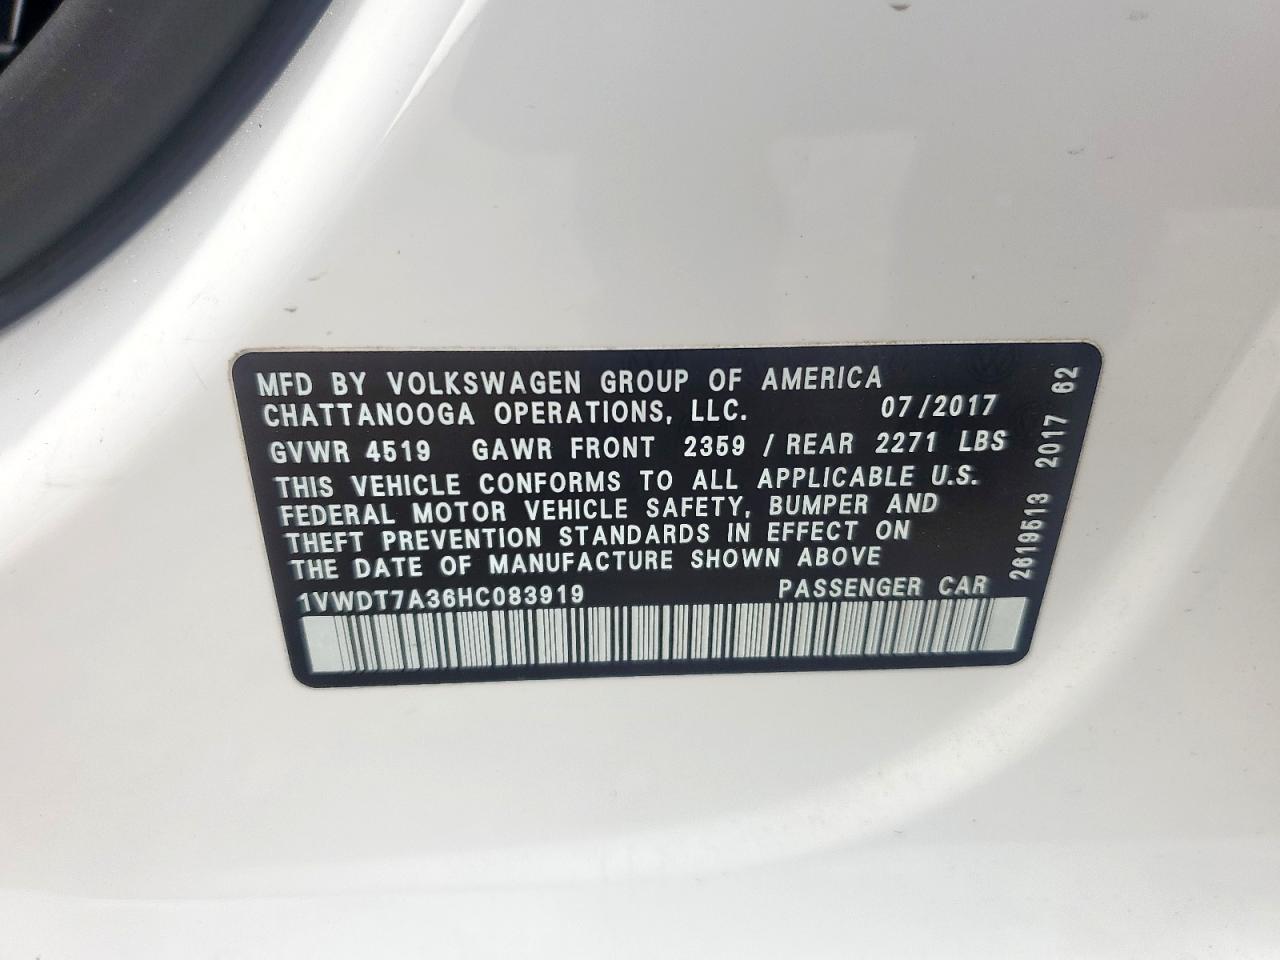 MFD BY VOLKSWAGEN GROUP OF AMERICA
CHATTANOOGA OPERATIONS, LLC. 07/2017
GVWR 4519 GAWR FRONT 2359 / REAR 2271 LBS
THIS VEHICLE CONFORMS TO ALL APPLICABLE U.S.
FEDERAL MOTOR VEHICLE SAFETY, BUMPER AND
THEFT PREVENTION STANDARDS IN EFFECT ON
THE DATE OF MANUFACTURE SHOWN ABOVE
1VWDT7A36HC083919 PASSENGER CAR
2619513 2017 62